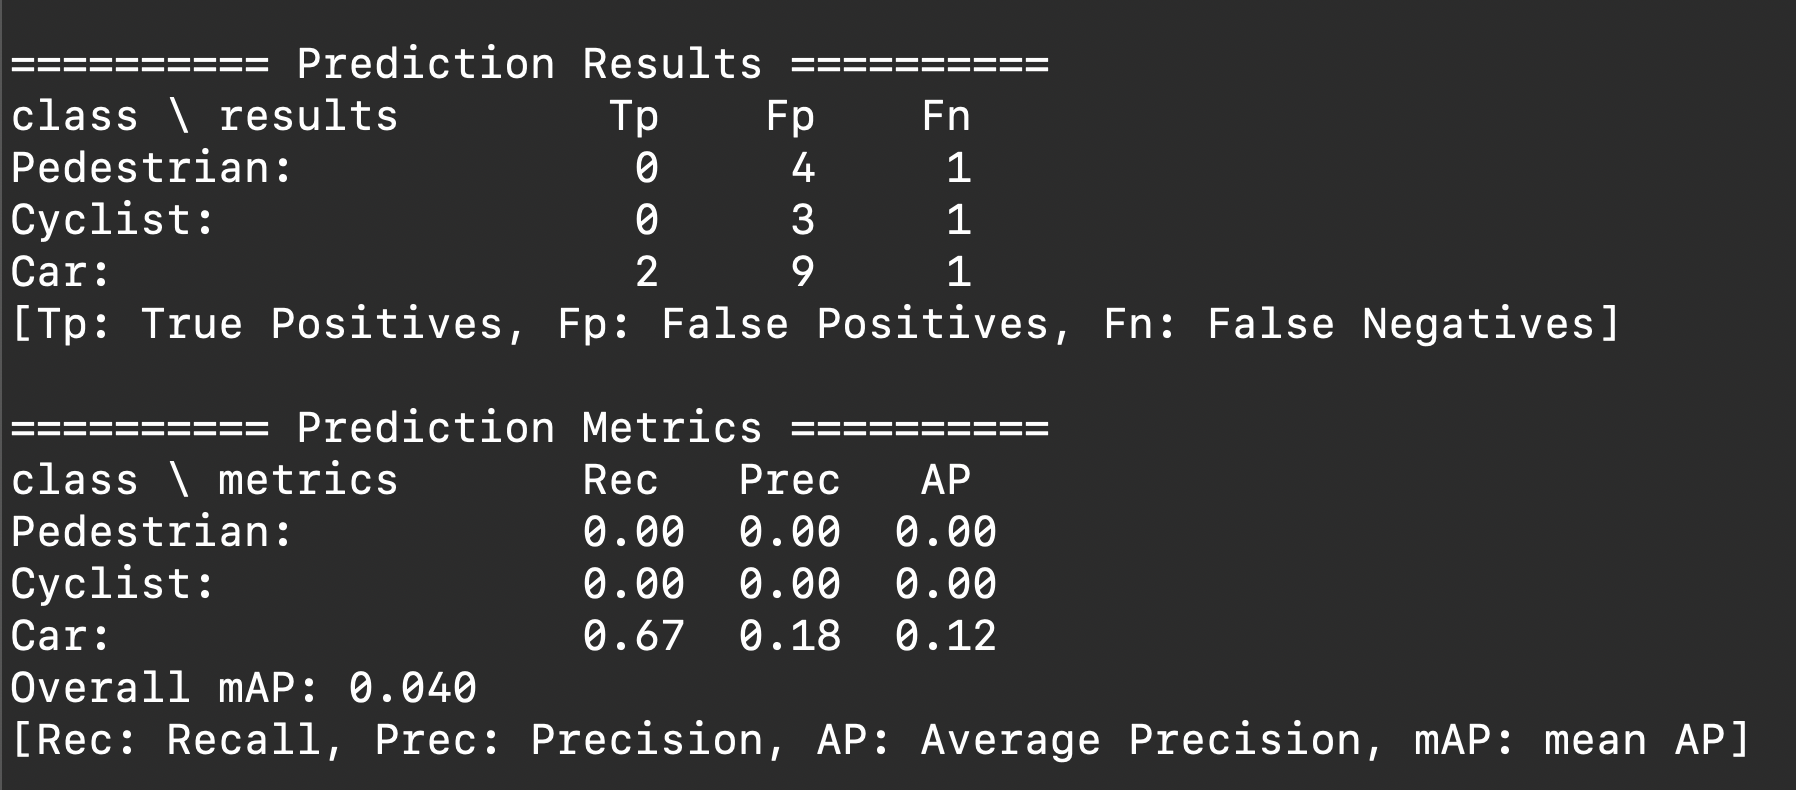 ========== Prediction Results ==========
class \ results        Tp    Fp    Fn
Pedestrian:             0     4     1
Cyclist:                0     3     1
Car:                    2     9     1
[Tp: True Positives, Fp: False Positives, Fn: False Negatives]
========== Prediction Metrics ==========
class \ metrics       Rec   Prec   AP
Pedestrian:           0.00  0.00  0.00
Cyclist:              0.00  0.00  0.00
Car:                  0.67  0.18  0.12
Overall mAP: 0.040
[Rec: Recall, Prec: Precision, AP: Average Precision, mAP: mean AP]